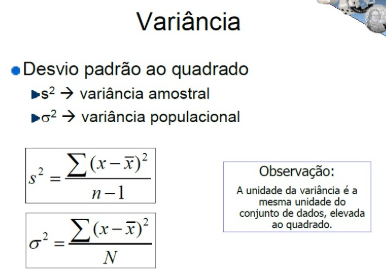 Variância
Desvio padrão ao quadrado
s² → variância amostral
σ² → variância populacional
s² = ∑(x − x̄)² / n − 1
σ² = ∑(x − x̄)² / N
Observação:
A unidade da variância é a
mesma unidade do
conjunto de dados, elevada
ao quadrado.